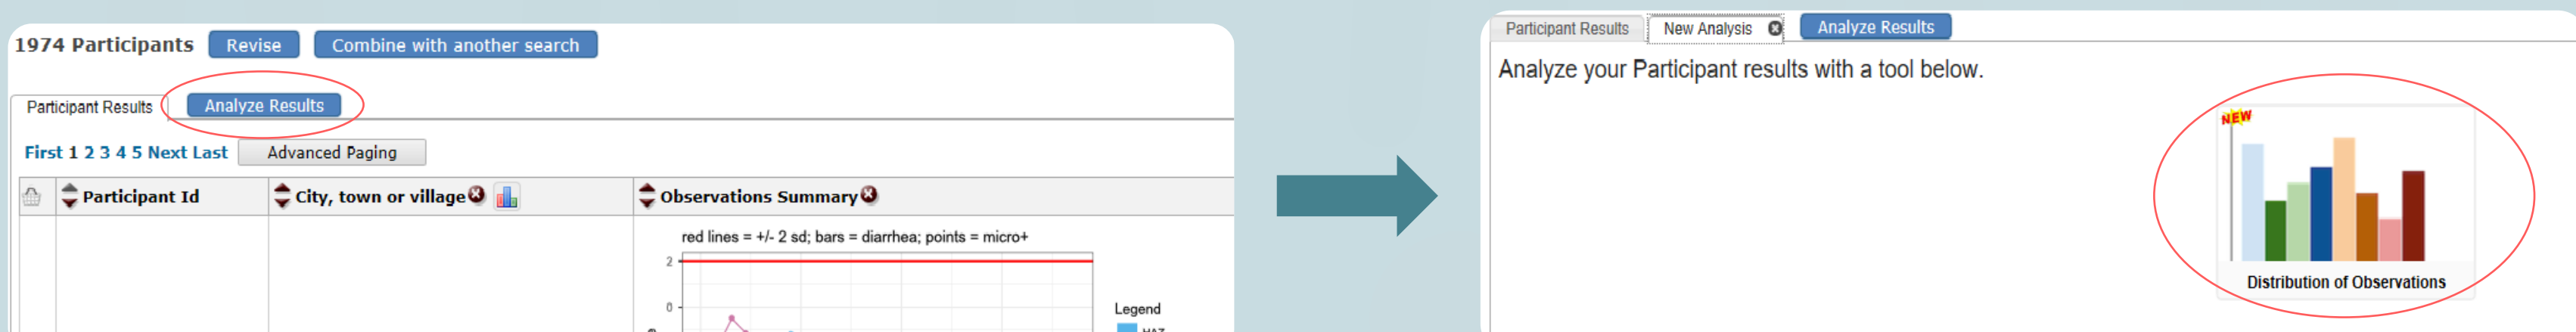 1974 Participants Revise Combine with another search
Participant Results Analyze Results
First 1 2 3 4 5 Next Last Advanced Paging
Participant Id City, town or village Observations Summary
red lines = +/- 2 sd; bars = diarrhea; points = micro+
2
0
Legend
HAZ
Participant Results New Analysis Analyze Results
Analyze your Participant results with a tool below.
NEW
Distribution of Observations